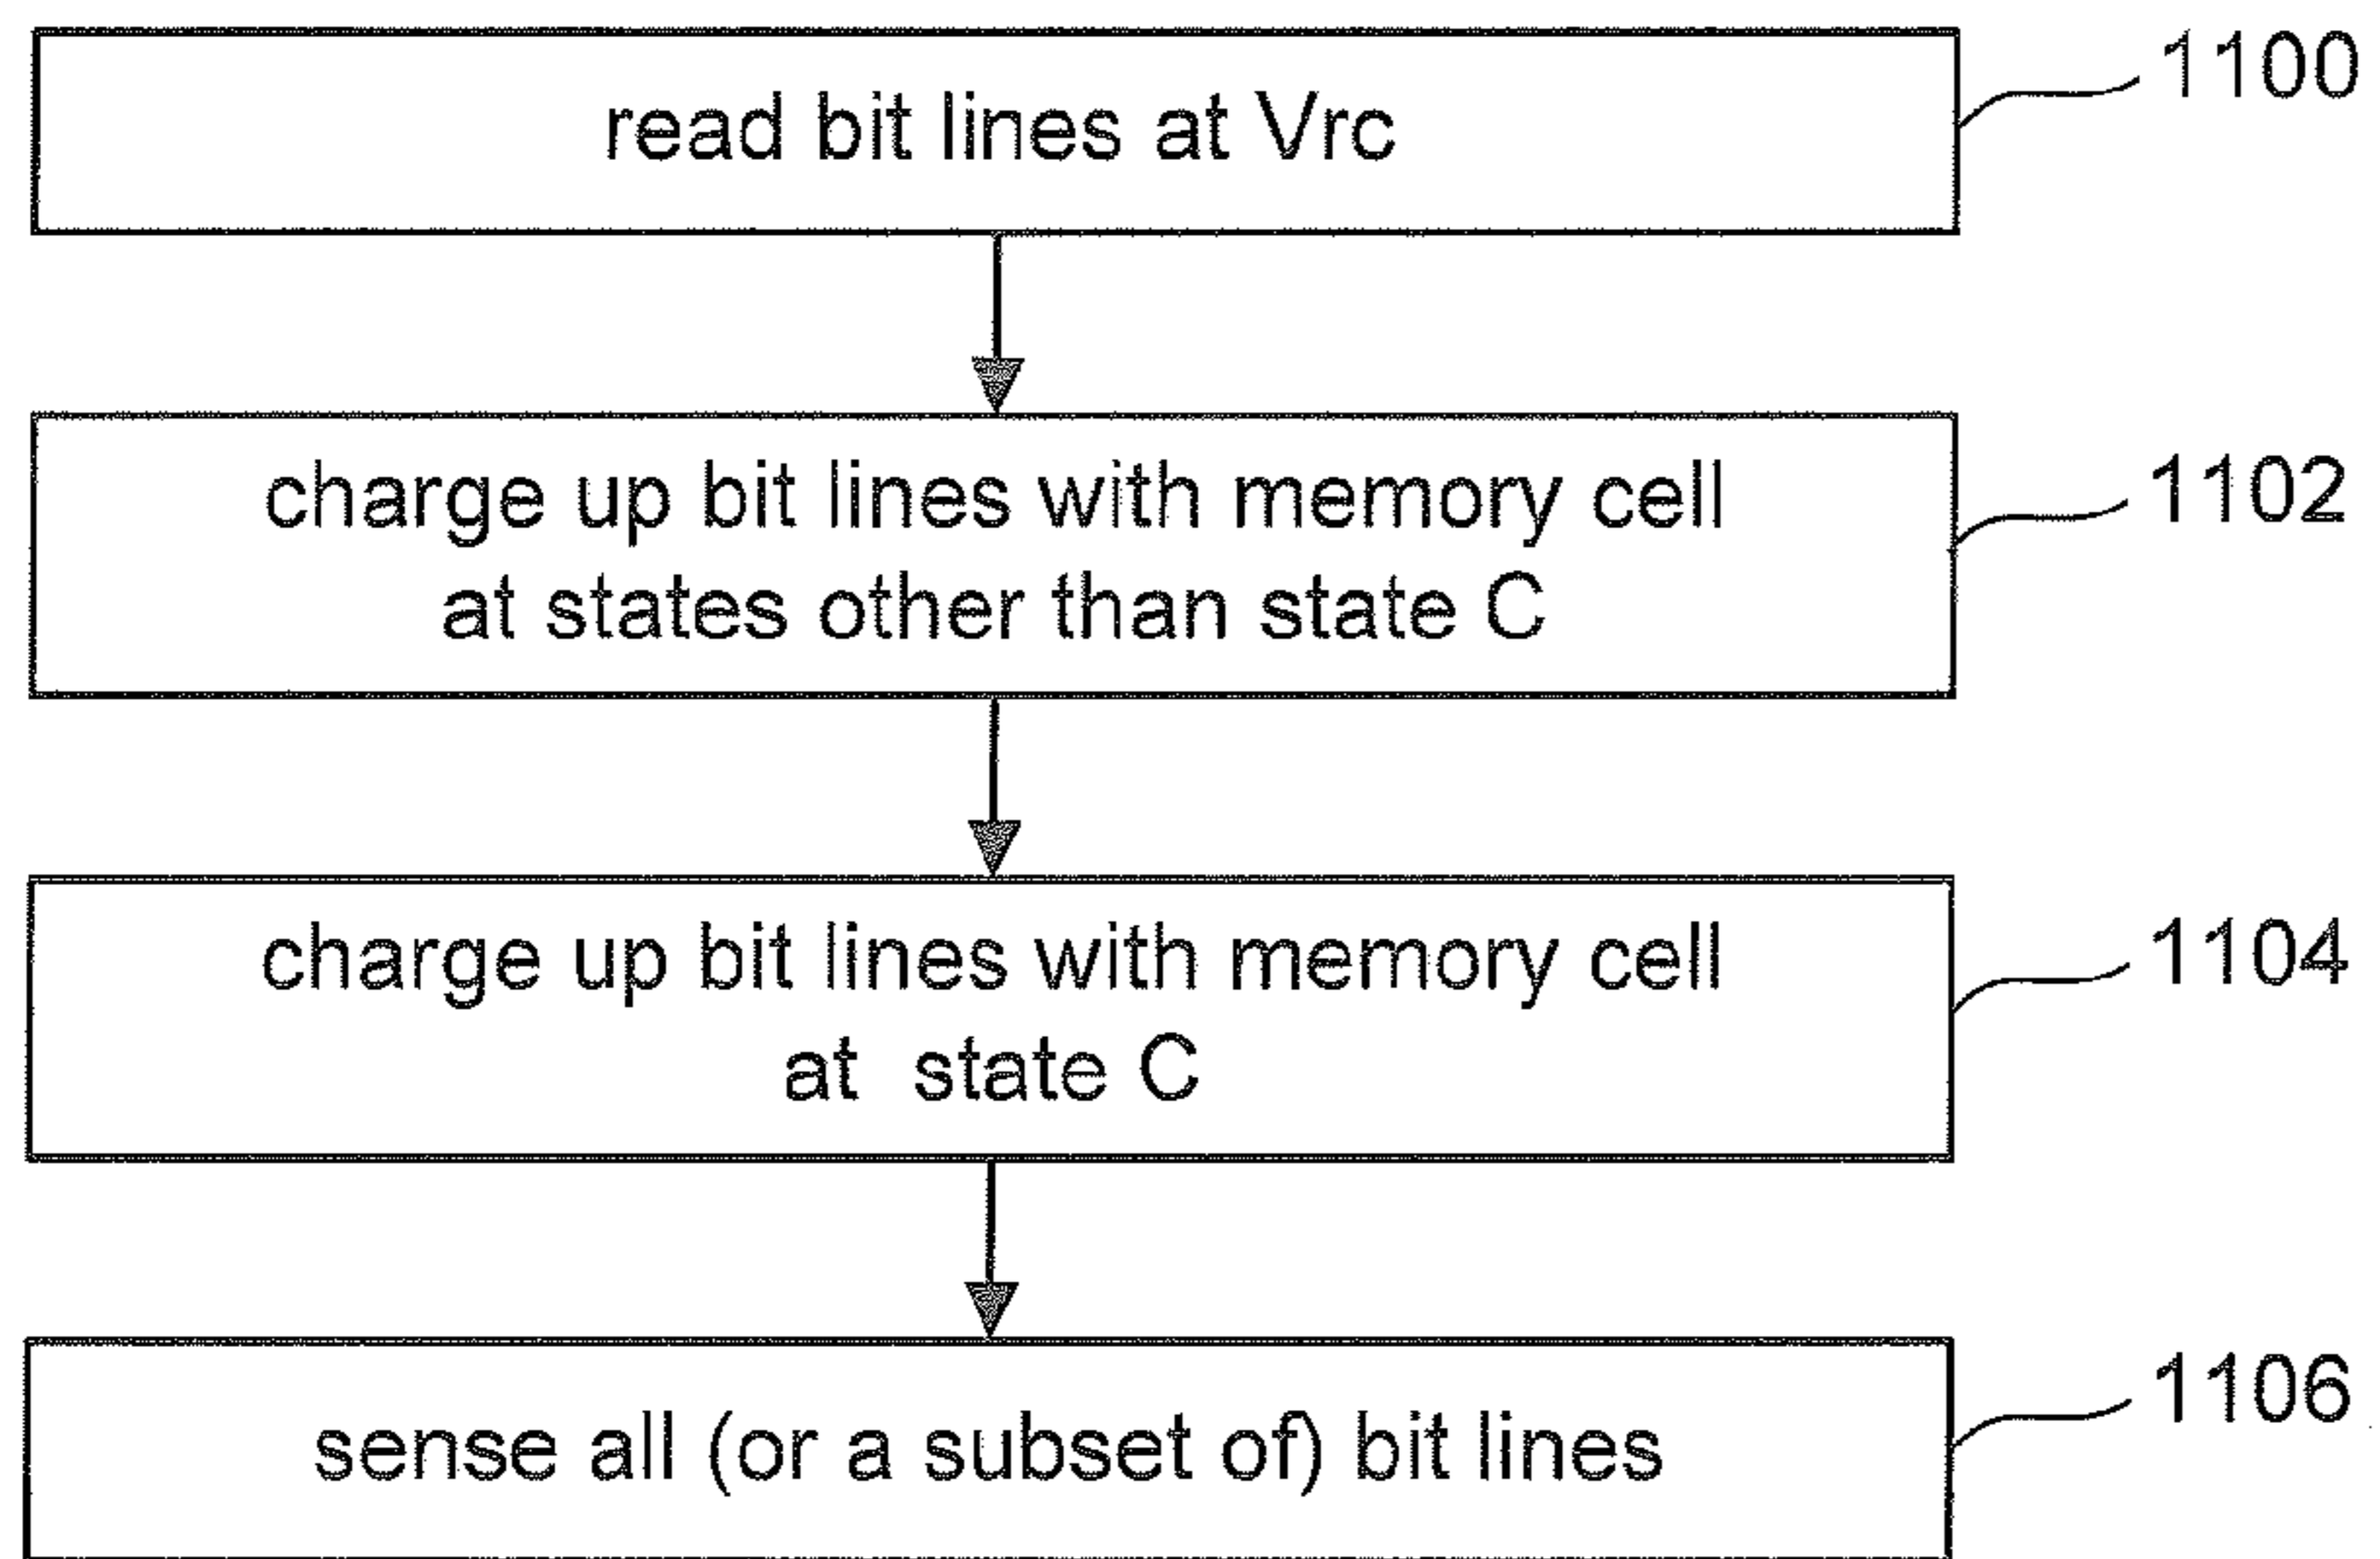 read bit lines at Vrc
1100
charge up bit lines with memory cell
at states other than state C
1102
charge up bit lines with memory cell
at state C
1104
sense all (or a subset of) bit lines
1106